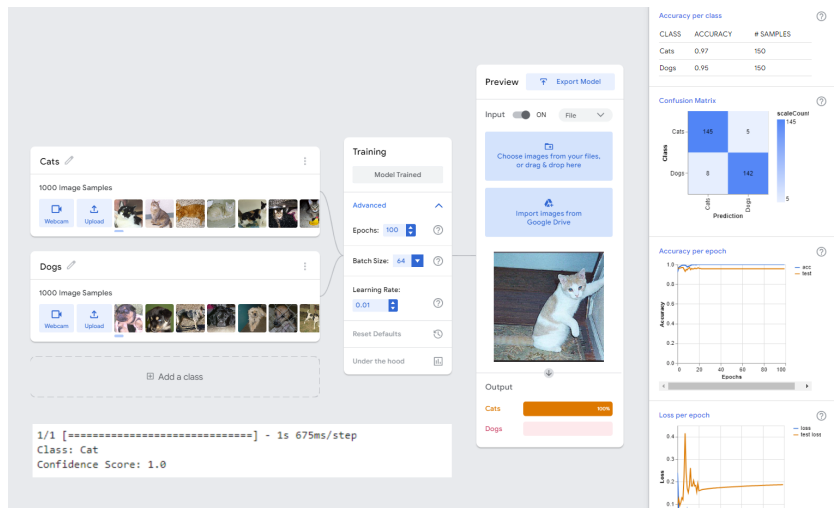 Cats
1000 Image Samples
Webcam
Upload
Dogs
1000 Image Samples
Webcam
Upload
Add a class
1/1 [==============================] - 1s 675ms/step
Class: Cat
Confidence Score: 1.0
Training
Model Trained
Advanced
Epochs: 100
Batch Size: 64
Learning Rate:
0.01
Reset Defaults
Under the hood
Preview
Export Model
Input ON File
Choose images from your files,
or drag & drop here
Import images from
Google Drive
Output
Cats 100%
Dogs
Accuracy per class
CLASS ACCURACY # SAMPLES
Cats 0.97 150
Dogs 0.95 150
Confusion Matrix
scaleCount
145
5
Class
Cats 145 5
Dogs 8 142
Cats Dogs
Prediction
Accuracy per epoch
Accuracy
1.0
0.8
0.6
0.4
0.2
0.0
0 20 40 60 80 100
Epochs
acc
test
Loss per epoch
Loss
0.4
0.3
0.2
0.1
loss
test loss